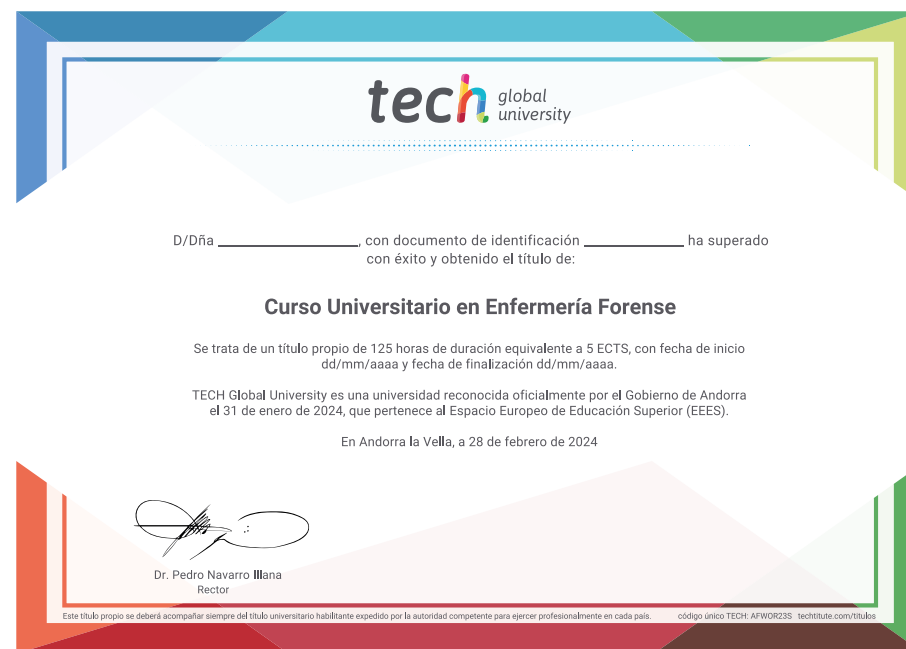 tech global university
D/Dña ____________________, con documento de identificación ______________ ha superado
con éxito y obtenido el título de:
Curso Universitario en Enfermería Forense
Se trata de un título propio de 125 horas de duración equivalente a 5 ECTS, con fecha de inicio
dd/mm/aaaa y fecha de finalización dd/mm/aaaa.
TECH Global University es una universidad reconocida oficialmente por el Gobierno de Andorra
el 31 de enero de 2024, que pertenece al Espacio Europeo de Educación Superior (EEES).
En Andorra la Vella, a 28 de febrero de 2024
Dr. Pedro Navarro Illana
Rector
Este título propio se deberá acompañar siempre del título universitario habilitante expedido por la autoridad competente para ejercer profesionalmente en cada país. código único TECH: AFWOR23S techtitute.com/titulos